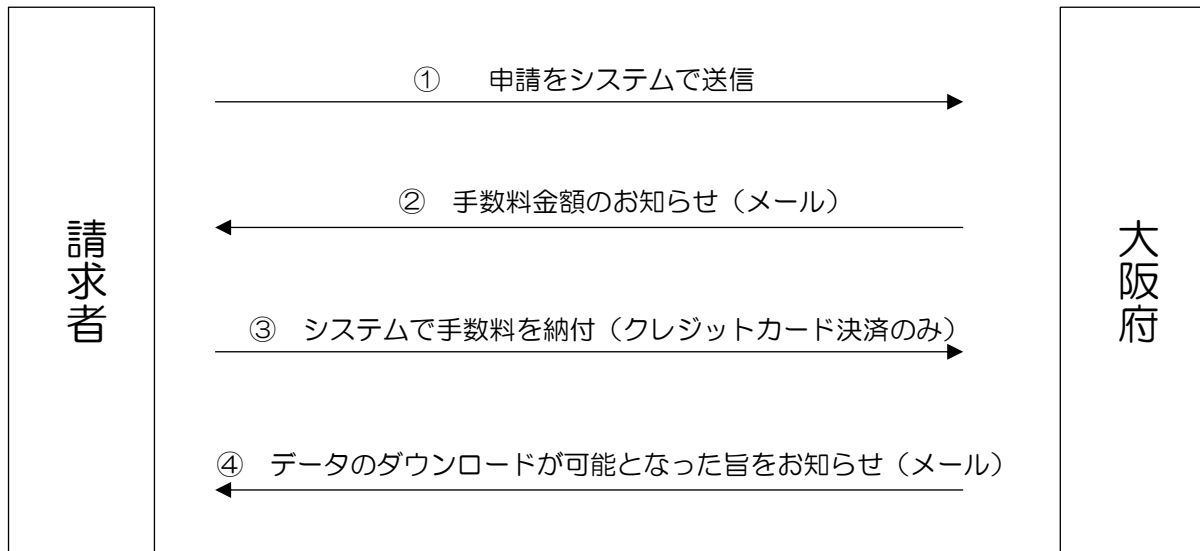 請求者
① 申請をシステムで送信
② 手数料金額のお知らせ（メール）
③ システムで手数料を納付（クレジットカード決済のみ）
④ データのダウンロードが可能となった旨をお知らせ（メール）
大阪府